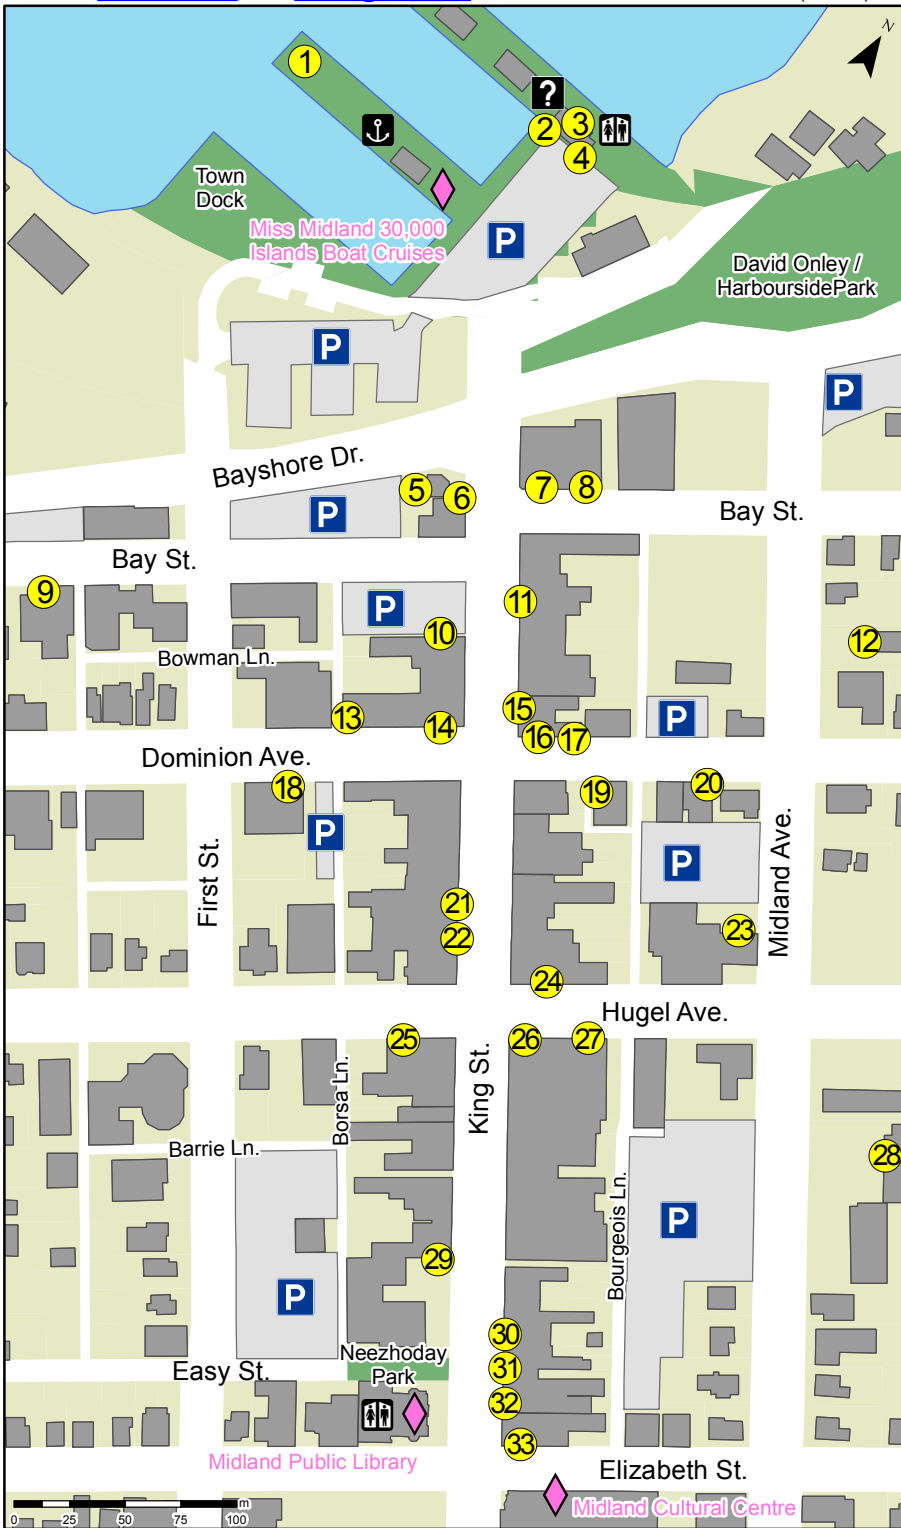 N
1
?
2
3
4
Town
Dock
Miss Midland 30,000
Islands Boat Cruises
P
David Onley /
HarboursidePark
P
P
Bayshore Dr.
5
6
7
8
P
Bay St.
Bay St.
9
P
10
11
12
Bowman Ln.
13
14
15
16
17
P
Dominion Ave.
18
19
20
P
P
First St.
Midland Ave.
21
22
23
24
Hugel Ave.
25
26
27
King St.
Borsa Ln.
Barrie Ln.
28
Bourgeois Ln.
P
29
P
30
31
32
33
Neezhoday
Park
Easy St.
Midland Public Library
Elizabeth St.
Midland Cultural Centre
m
0 25 50 75 100